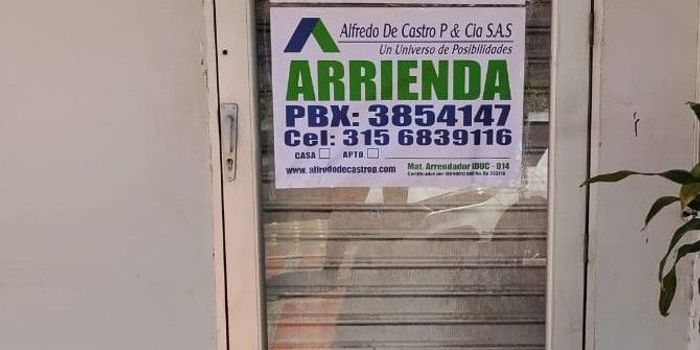 Alfredo De Castro P & Cia S.A.S
Un Universo de Posibilidades
ARRIENDA
PBX: 3854147
Cel: 315 6839116
CASA APTO.
www.alfredodecastrop.com
Mat. Arrendador IDUC - 014